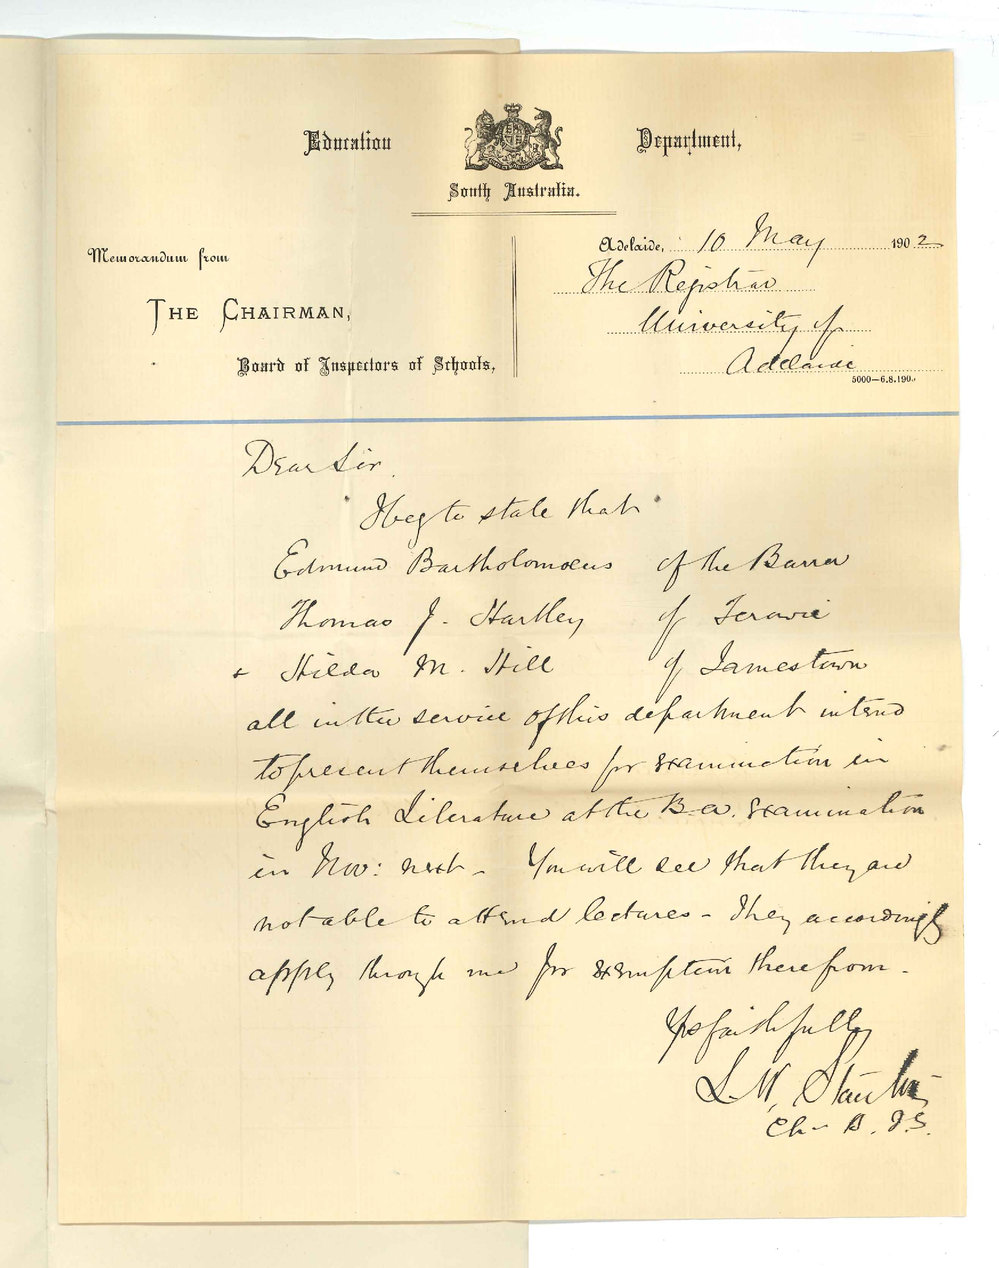 Education Department,
South Australia.
Memorandum from
THE CHAIRMAN,
Board of Inspectors of Schools,
Adelaide, 10 May 1902
The Registrar
University of
Adelaide
5000—6.8.190
Dear Sir,
I beg to state that
Edmund Bartholomaeus of the Barrer
Thomas J. Hartley of Terowie
+ Hilda M. Hill of Jamestown
all in the service of this department intend
to present themselves for examination in
English Literature at the B.A. Examination
in Nov: next - You will see that they are
not able to attend lectures - They accordingly
apply through me for exemption therefrom -
Yrs faithfully
L. W. Stanton
Ch - B. I. S.